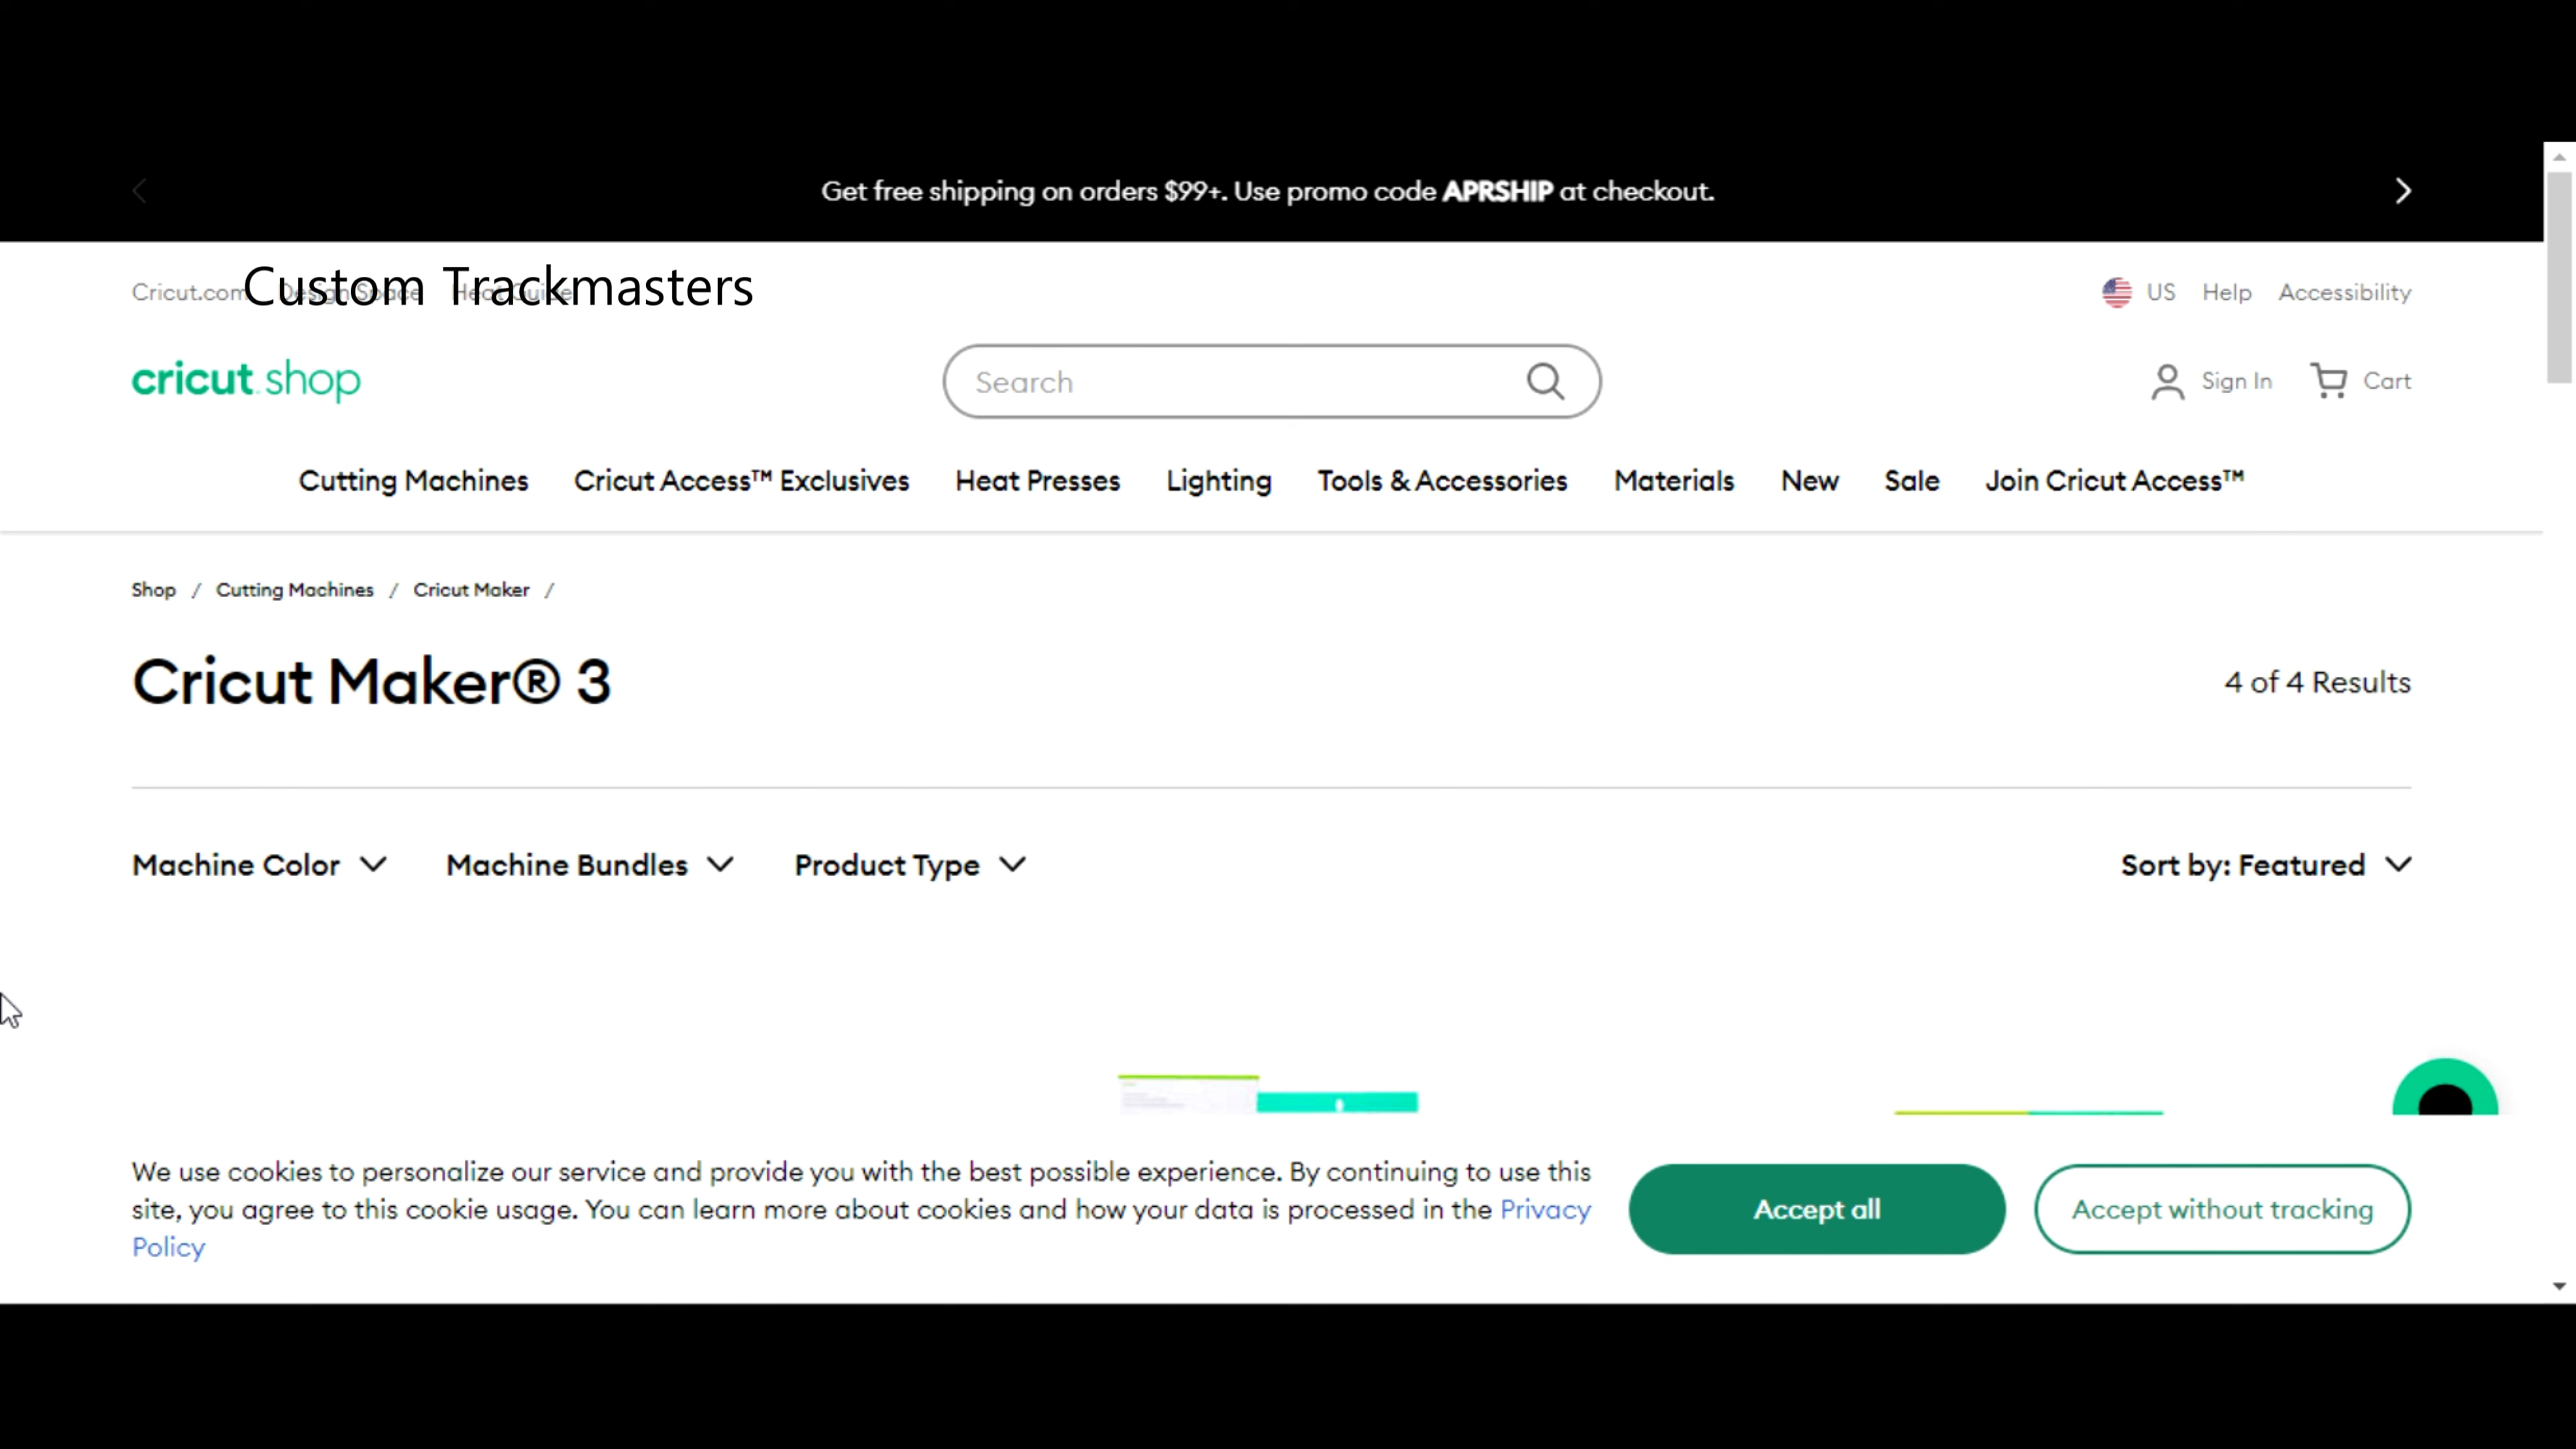 Get free shipping on orders $99+. Use promo code APRSHIP at checkout.
Cricut.com Design Space Heat Guide
Custom Trackmasters
US Help Accessibility
cricut shop
Search
Sign In Cart
Cutting Machines Cricut Access™ Exclusives Heat Presses Lighting Tools & Accessories Materials New Sale Join Cricut Access™
Shop / Cutting Machines / Cricut Maker /
Cricut Maker® 3
4 of 4 Results
Machine Color Machine Bundles Product Type
Sort by: Featured
We use cookies to personalize our service and provide you with the best possible experience. By continuing to use this
site, you agree to this cookie usage. You can learn more about cookies and how your data is processed in the Privacy
Policy
Accept all
Accept without tracking